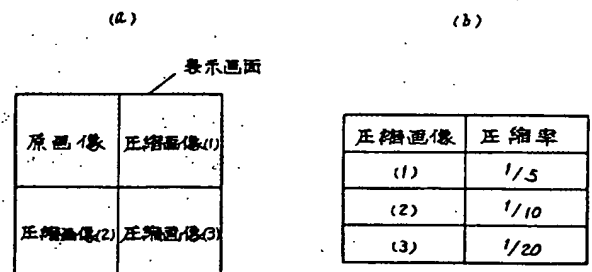 (a)
表示画面
原画像 圧縮画像(1)
圧縮画像(2) 圧縮画像(3)
(b)
圧縮画像 圧縮率
(1) 1/5
(2) 1/10
(3) 1/20